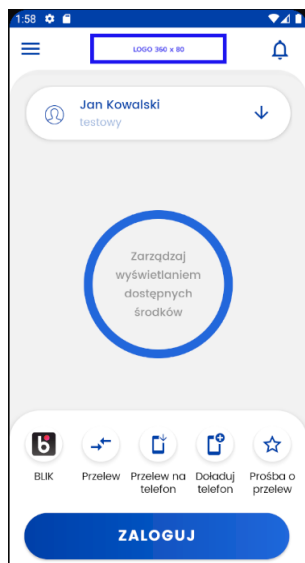 1:58
LOGO 360 x 80
Jan Kowalski
testowy
Zarządzaj
wyświetlaniem
dostępnych
środków
BLIK
Przelew
Przelew na
telefon
Doładuj
telefon
Prośba o
przelew
ZALOGUJ